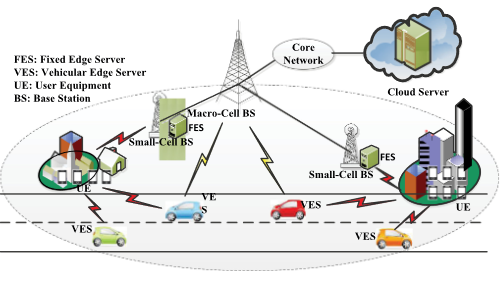 Core
Network
FES: Fixed Edge Server
VES: Vehicular Edge Server
UE: User Equipment
BS: Base Station
Cloud Server
Macro-Cell BS
FES
Small-Cell BS
FES
Small-Cell BS
UE
VE
S
VES
UE
VES
VES